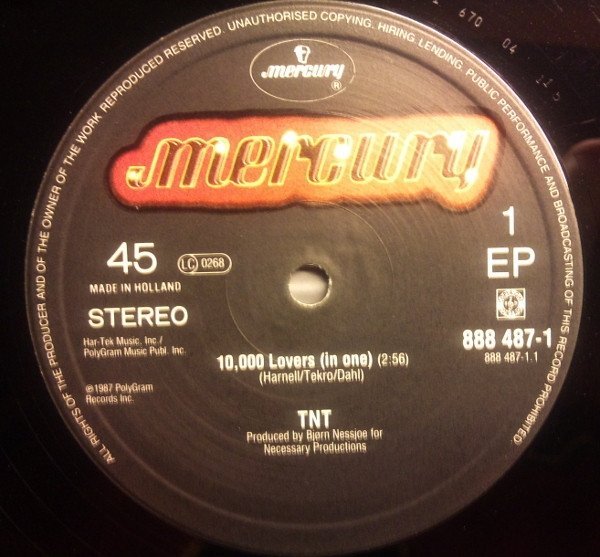 ALL RIGHTS OF THE PRODUCER AND OF THE OWNER OF THE WORK REPRODUCED RESERVED. UNAUTHORISED COPYING. HIRING. LENDING. PUBLIC PERFORMANCE AND BROADCASTING OF THIS RECORD PROHIBITED.
670 04
mercury
®
mercury
1
EP
45
LC 0268
MADE IN HOLLAND
STEREO
888 487-1
888 487-1.1
Har-Tek Music. Inc./
PolyGram Music Publ. Inc.
10,000 Lovers (in one) (2:56)
(Harnell/Tekro/Dahl)
℗1987 PolyGram
Records Inc.
TNT
Produced by Bjørn Nessjoe for
Necessary Productions